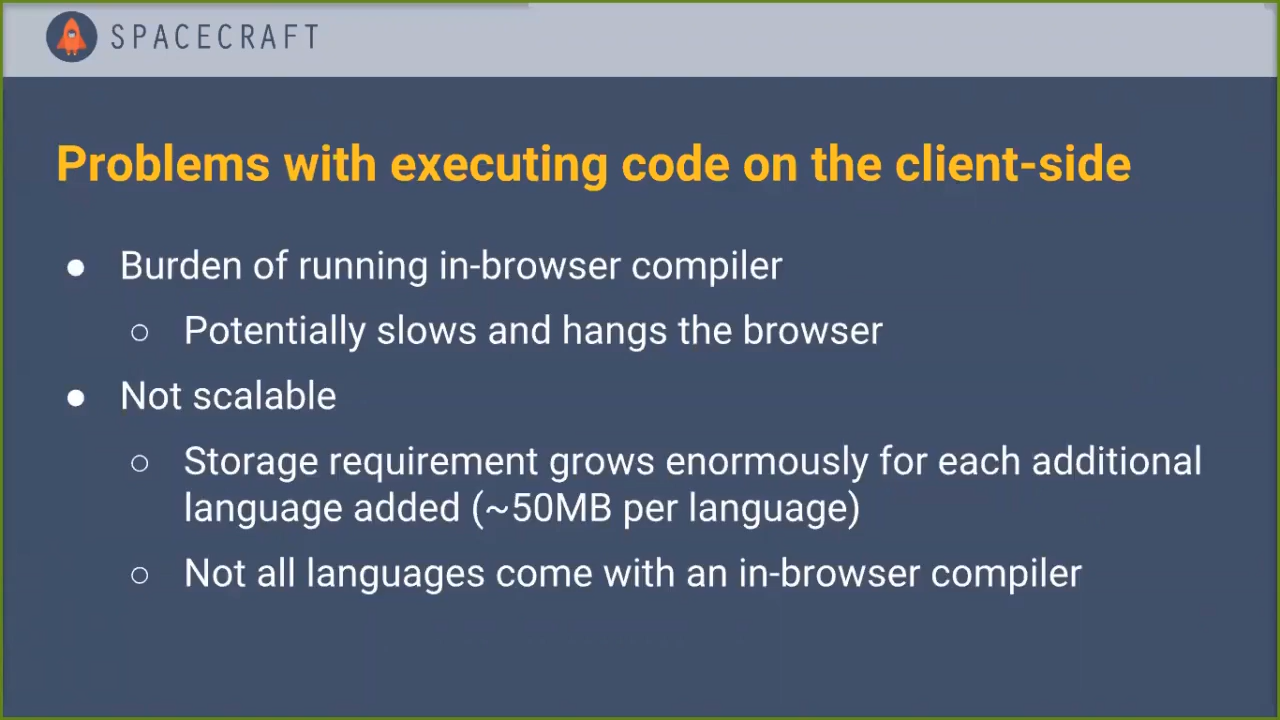 SPACECRAFT
Problems with executing code on the client-side
● Burden of running in-browser compiler
○ Potentially slows and hangs the browser
● Not scalable
○ Storage requirement grows enormously for each additional
language added (~50MB per language)
○ Not all languages come with an in-browser compiler